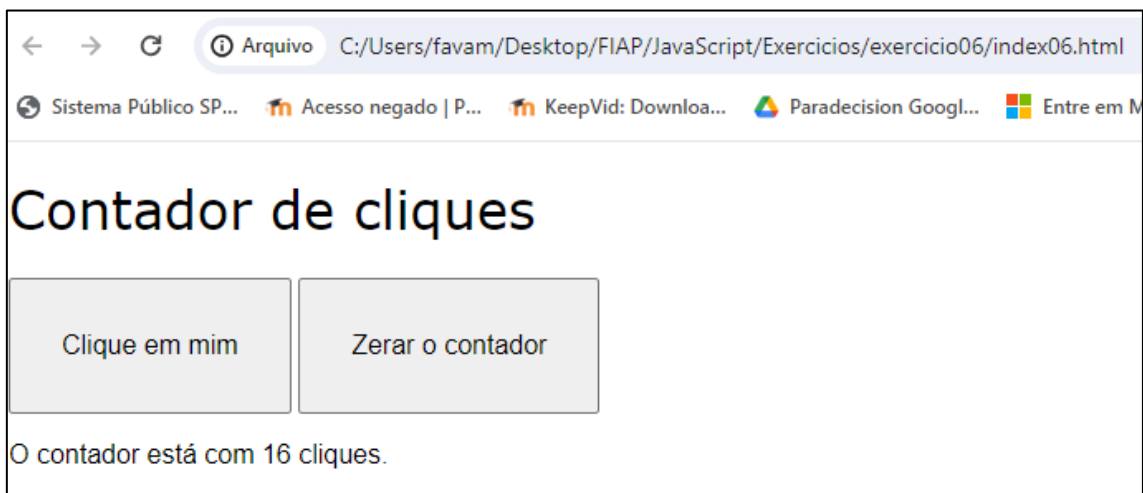 Arquivo C:/Users/favam/Desktop/FIAP/JavaScript/Exercicios/exercicio06/index06.html
Sistema Público SP... Acesso negado | P... KeepVid: Downloa... Paradecision Googl... Entre em M
Contador de cliques
Clique em mim Zerar o contador
O contador está com 16 cliques.